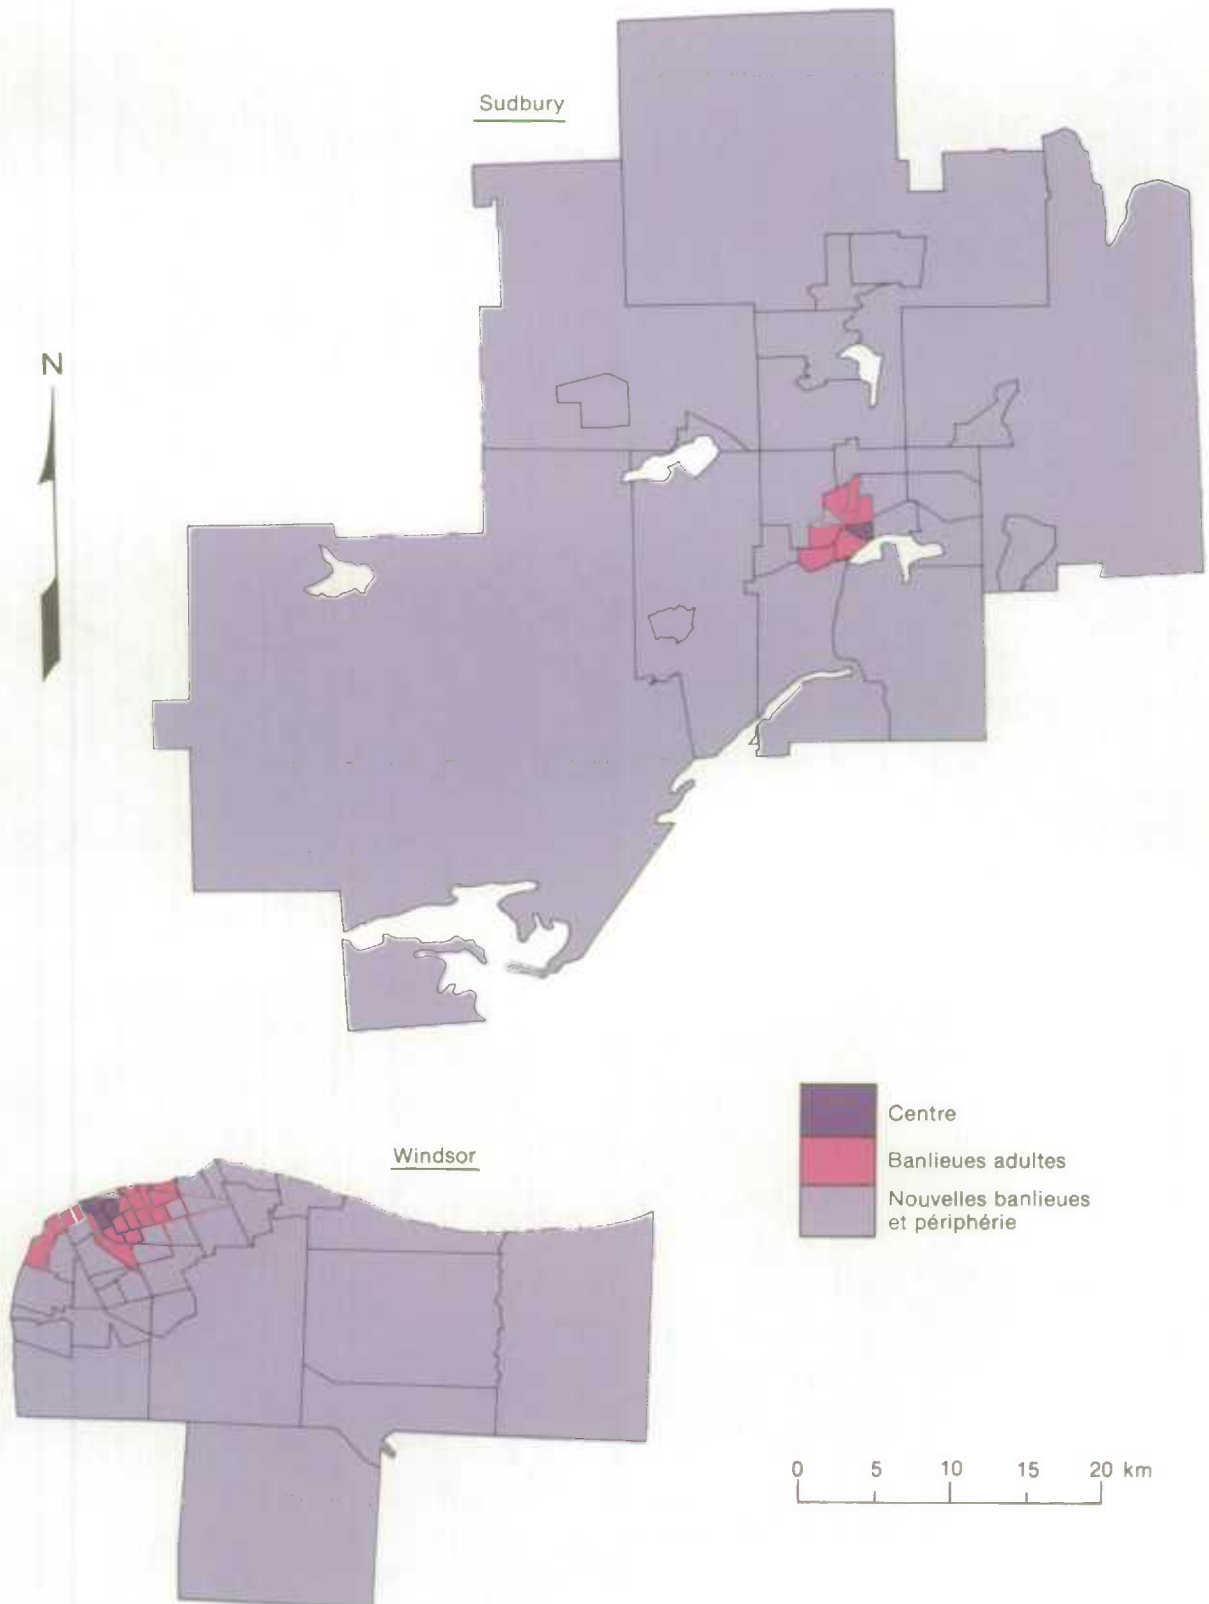 Sudbury
N
Centre
Windsor
Banlieues adultes
Nouvelles banlieues
et périphérie
0 5 10 15 20 km